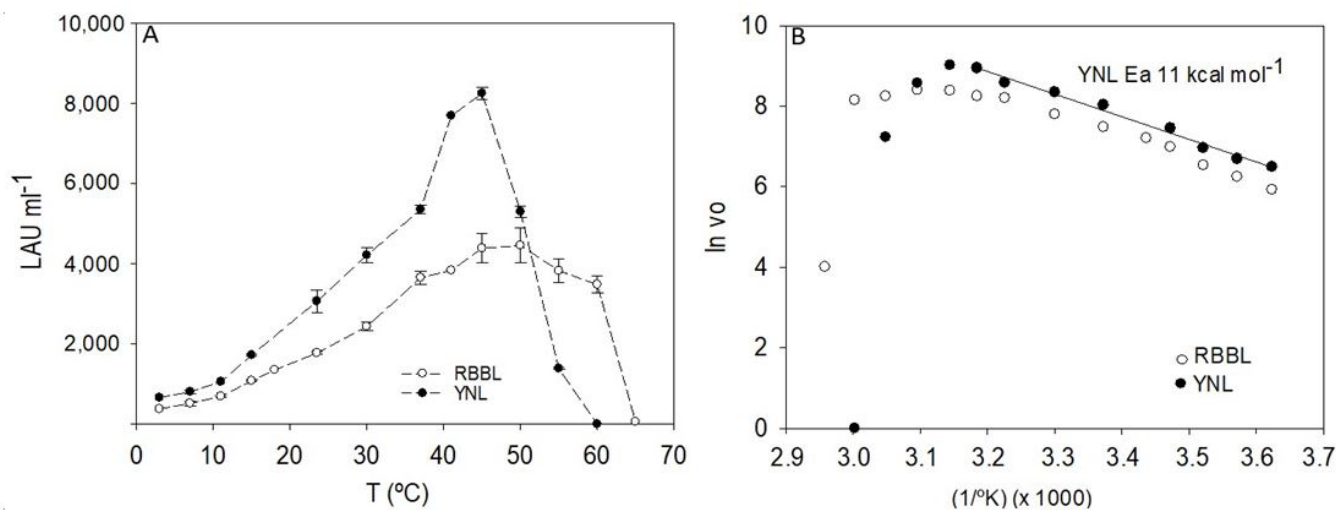 A
10,000
8,000
6,000
4,000
2,000
LAU ml-1
0 10 20 30 40 50 60 70
T (ºC)
RBBL
YNL
B
10
8
6
4
2
0
ln vo
YNL Ea 11 kcal mol-1
RBBL
YNL
2.9 3.0 3.1 3.2 3.3 3.4 3.5 3.6 3.7
(1/ºK) (x 1000)